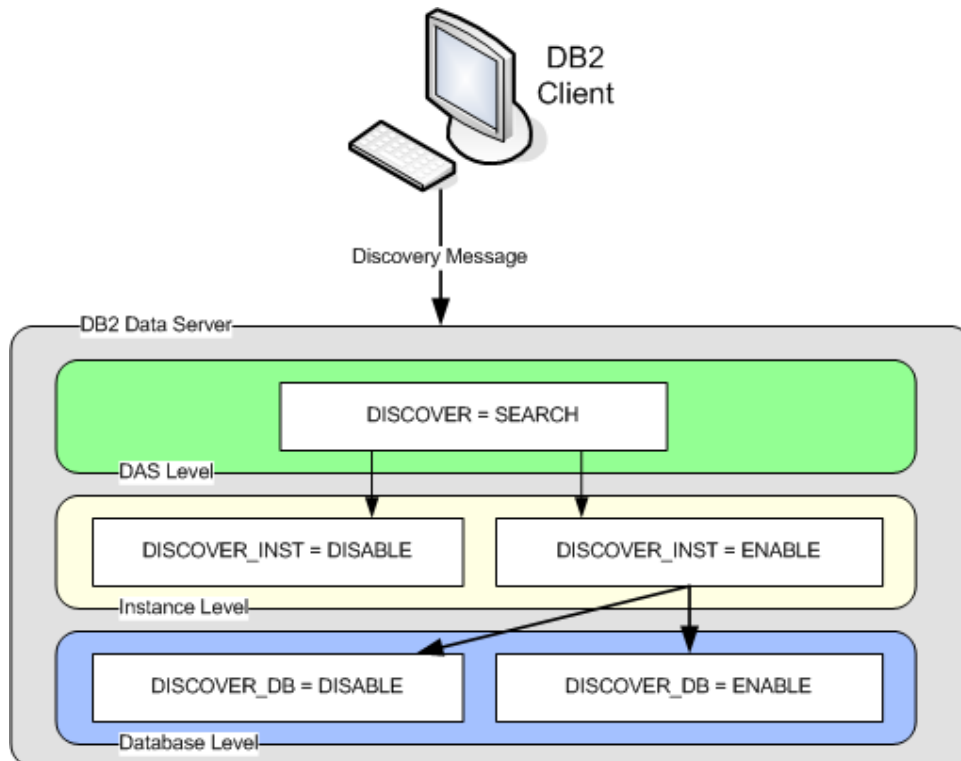 DB2
Client
Discovery Message
DB2 Data Server
DISCOVER = SEARCH
DAS Level
DISCOVER_INST = DISABLE
DISCOVER_INST = ENABLE
Instance Level
DISCOVER_DB = DISABLE
DISCOVER_DB = ENABLE
Database Level